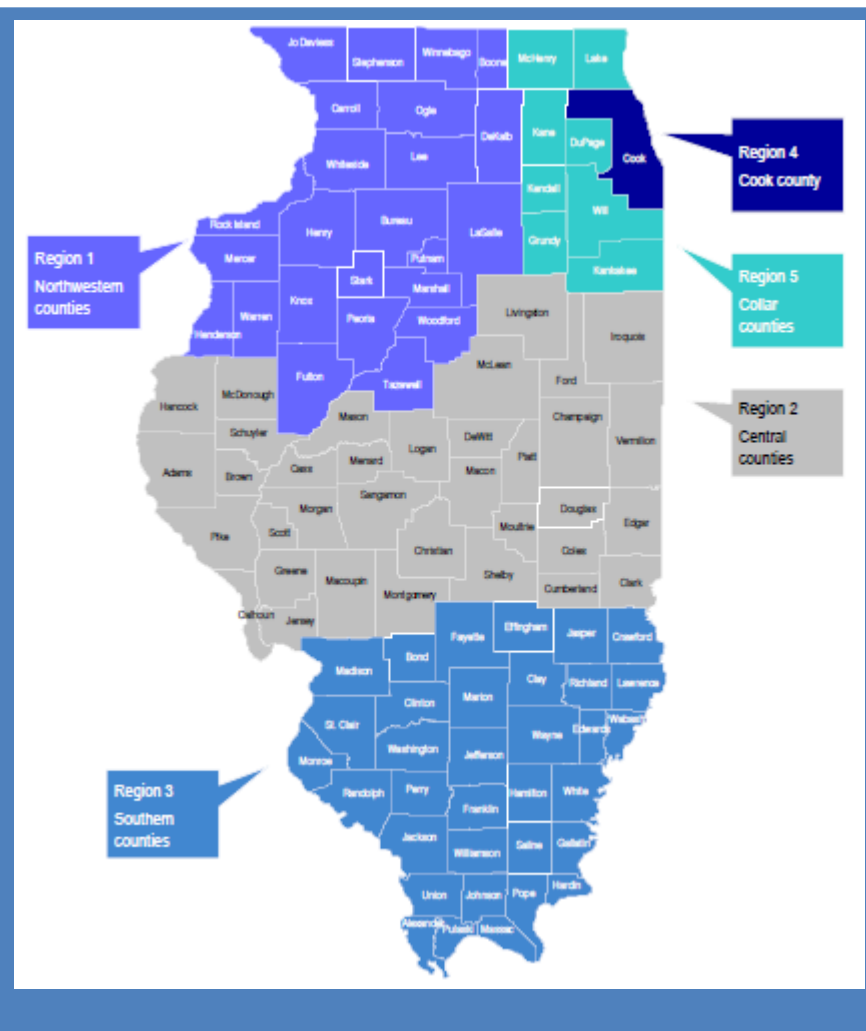 Jo Daviess
Stephenson
Winnebago
Boone
McHenry
Lake
Carroll
Ogle
DeKalb
Kane
DuPage
Cook
Region 4
Cook county
Whiteside
Lee
Kendall
Will
Rock Island
Henry
Bureau
LaSalle
Grundy
Region 1
Northwestern
counties
Mercer
Putnam
Kankakee
Region 5
Collar
counties
Stark
Marshall
Knox
Warren
Henderson
Peoria
Woodford
Livingston
Iroquois
Fulton
Tazewell
McLean
Ford
Hancock
McDonough
Mason
Champaign
Region 2
Central
counties
Schuyler
Logan
DeWitt
Vermilion
Adams
Brown
Cass
Menard
Macon
Piatt
Sangamon
Morgan
Douglas
Pike
Scott
Moultrie
Edgar
Christian
Coles
Greene
Macoupin
Shelby
Montgomery
Cumberland
Clark
Calhoun
Jersey
Fayette
Effingham
Jasper
Crawford
Madison
Bond
Clay
Richland
Lawrence
Clinton
Marion
St. Clair
Wayne
Edwards
Wabash
Washington
Jefferson
Monroe
Region 3
Southern
counties
Randolph
Perry
Hamilton
White
Franklin
Jackson
Williamson
Saline
Gallatin
Union
Johnson
Pope
Hardin
Alexander
Pulaski
Massac